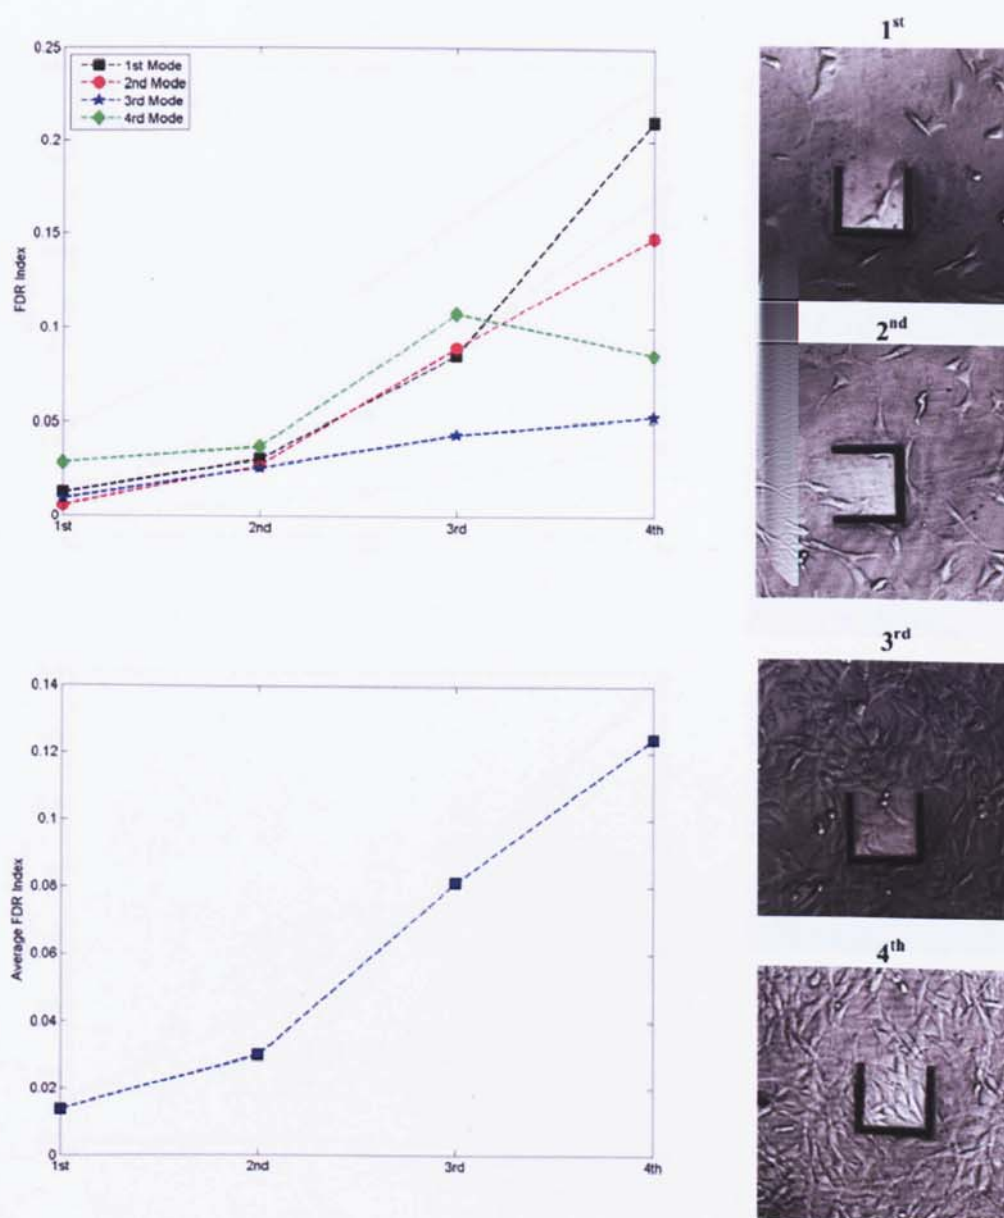 0.25
0.2
0.15
0.1
0.05
0
FDR Index
1st Mode
2nd Mode
3rd Mode
4rd Mode
1st
2nd
3rd
4th
0.14
0.12
0.1
0.08
0.06
0.04
0.02
0
Average FDR Index
1st
2nd
3rd
4th
1st
2nd
3rd
4th